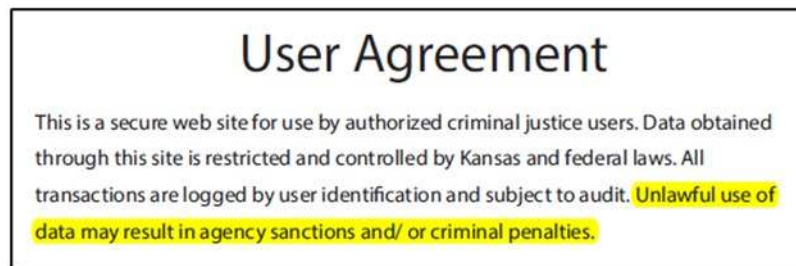 User Agreement
This is a secure web site for use by authorized criminal justice users. Data obtained
through this site is restricted and controlled by Kansas and federal laws. All
transactions are logged by user identification and subject to audit. Unlawful use of
data may result in agency sanctions and/ or criminal penalties.